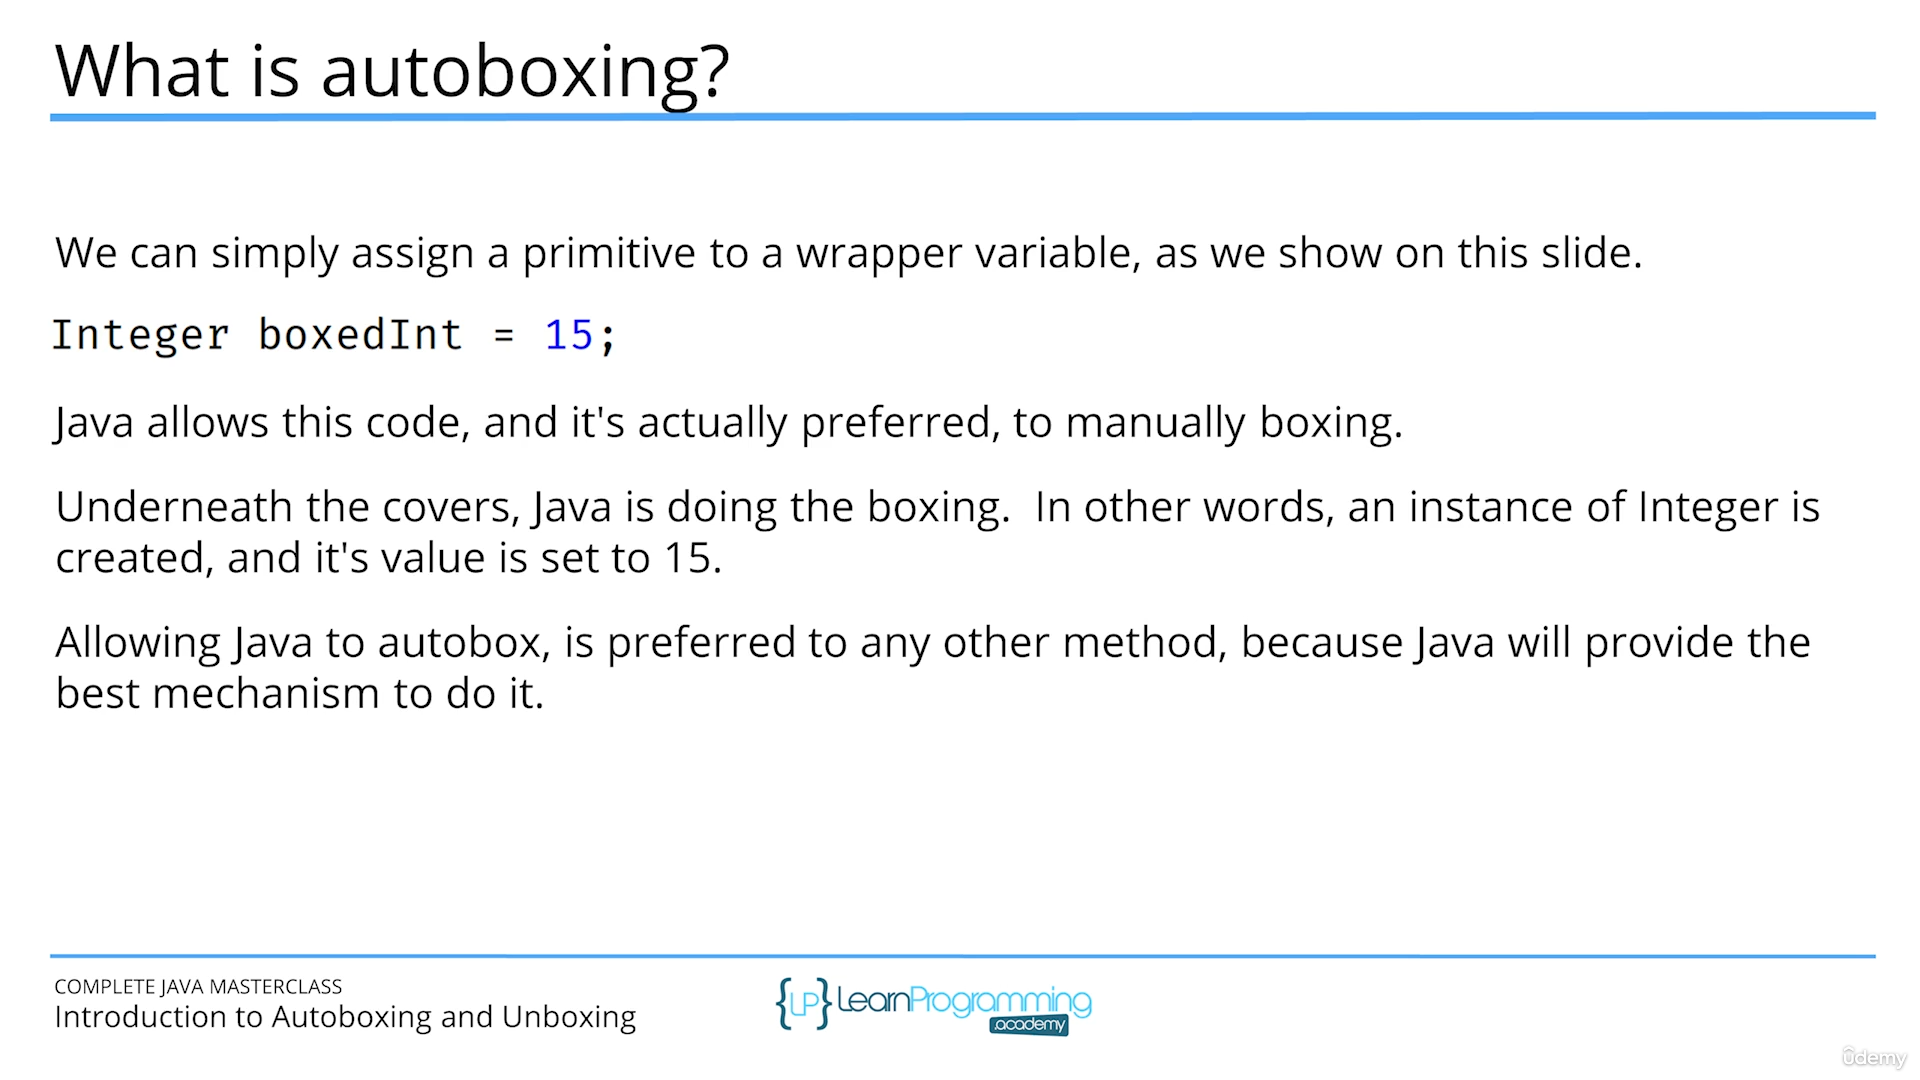 What is autoboxing?
We can simply assign a primitive to a wrapper variable, as we show on this slide.
Integer boxedInt = 15;
Java allows this code, and it's actually preferred, to manually boxing.
Underneath the covers, Java is doing the boxing.  In other words, an instance of Integer is
created, and it's value is set to 15.
Allowing Java to autobox, is preferred to any other method, because Java will provide the
best mechanism to do it.
COMPLETE JAVA MASTERCLASS
Introduction to Autoboxing and Unboxing
{LP} LearnProgramming
.academy
ûdemy